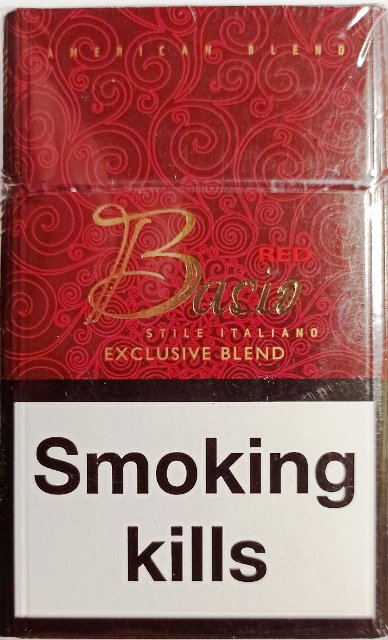 AMERICAN BLEND
RED
Bacio
STILE ITALIANO
EXCLUSIVE BLEND
Smoking
kills